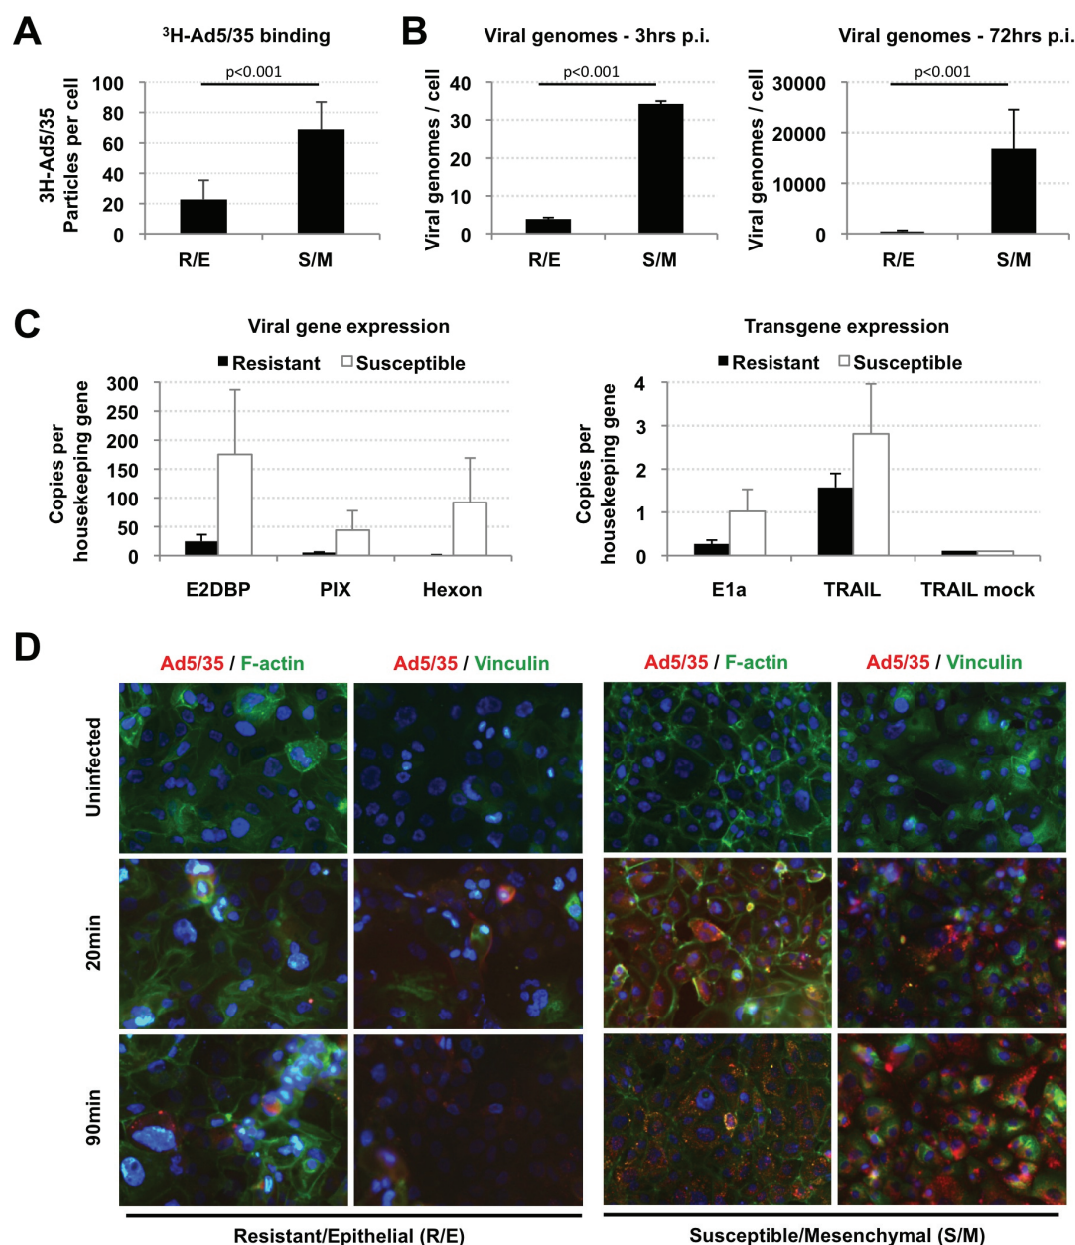 A
³H-Ad5/35 binding
p<0.001
3H-Ad5/35
Particles per cell
100
80
60
40
20
0
R/E
S/M
B
Viral genomes - 3hrs p.i.
p<0.001
Viral genomes / cell
40
30
20
10
0
R/E
S/M
Viral genomes - 72hrs p.i.
p<0.001
Viral genomes / cell
30000
20000
10000
0
R/E
S/M
C
Viral gene expression
Resistant
Susceptible
Copies per
housekeeping gene
300
250
200
150
100
50
0
E2DBP
PIX
Hexon
Transgene expression
Resistant
Susceptible
Copies per
housekeeping gene
4
3
2
1
0
E1a
TRAIL
TRAIL mock
D
Ad5/35 / F-actin
Ad5/35 / Vinculin
Ad5/35 / F-actin
Ad5/35 / Vinculin
Uninfected
20min
90min
Resistant/Epithelial (R/E)
Susceptible/Mesenchymal (S/M)